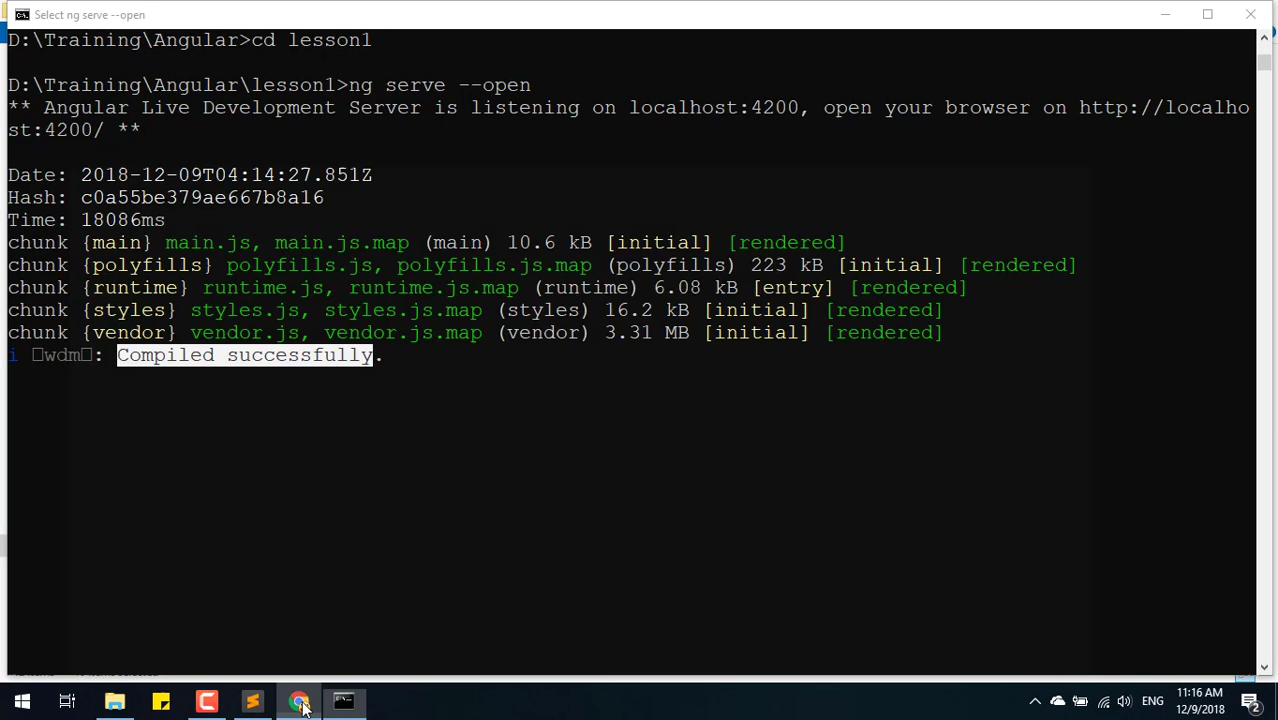 Select ng serve --open
D:\Training\Angular>cd lesson1
D:\Training\Angular\lesson1>ng serve --open
** Angular Live Development Server is listening on localhost:4200, open your browser on http://localho
st:4200/ **
Date: 2018-12-09T04:14:27.851Z
Hash: c0a55be379ae667b8a16
Time: 18086ms
chunk {main} main.js, main.js.map (main) 10.6 kB [initial] [rendered]
chunk {polyfills} polyfills.js, polyfills.js.map (polyfills) 223 kB [initial] [rendered]
chunk {runtime} runtime.js, runtime.js.map (runtime) 6.08 kB [entry] [rendered]
chunk {styles} styles.js, styles.js.map (styles) 16.2 kB [initial] [rendered]
chunk {vendor} vendor.js, vendor.js.map (vendor) 3.31 MB [initial] [rendered]
i □wdm□: Compiled successfully.
ENG
11:16 AM
12/9/2018
2